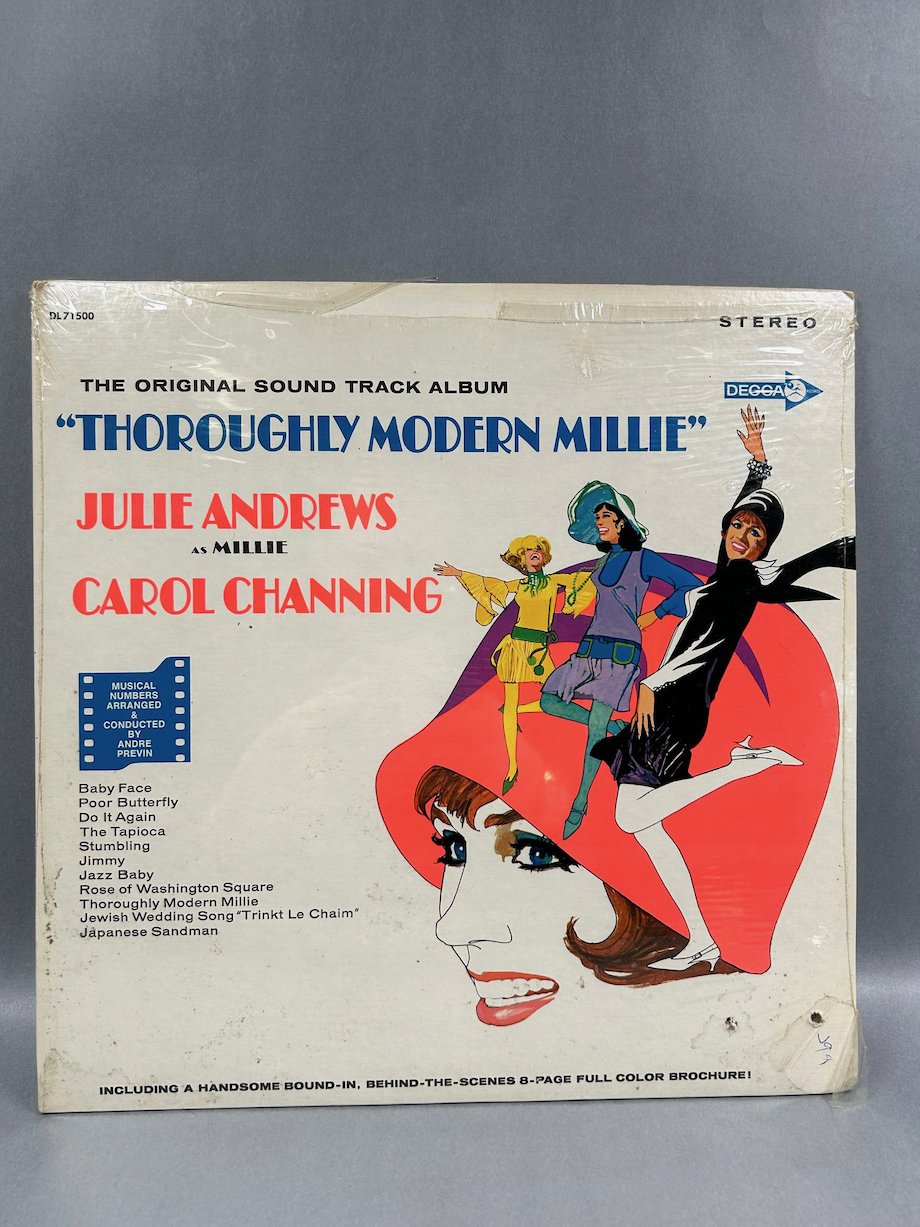 DL 71500
STEREO
THE ORIGINAL SOUND TRACK ALBUM
DECCA
“THOROUGHLY MODERN MILLIE”
JULIE ANDREWS
AS MILLIE
CAROL CHANNING
MUSICAL
NUMBERS
ARRANGED
&
CONDUCTED
BY
ANDRE
PREVIN
Baby Face
Poor Butterfly
Do It Again
The Tapioca
Stumbling
Jimmy
Jazz Baby
Rose of Washington Square
Thoroughly Modern Millie
Jewish Wedding Song “Trinkt Le Chaim”
Japanese Sandman
INCLUDING A HANDSOME BOUND-IN, BEHIND-THE-SCENES 8-PAGE FULL COLOR BROCHURE!